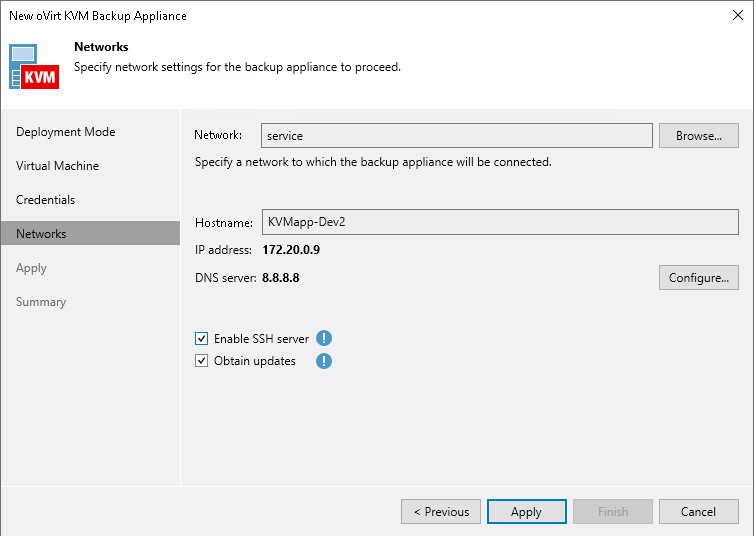 New oVirt KVM Backup Appliance
Networks
Specify network settings for the backup appliance to proceed.
KVM
Deployment Mode
Virtual Machine
Credentials
Networks
Apply
Summary
Network: service Browse...
Specify a network to which the backup appliance will be connected.
Hostname: KVMapp-Dev2
IP address: 172.20.0.9
DNS server: 8.8.8.8 Configure...
Enable SSH server
Obtain updates
< Previous Apply Finish Cancel